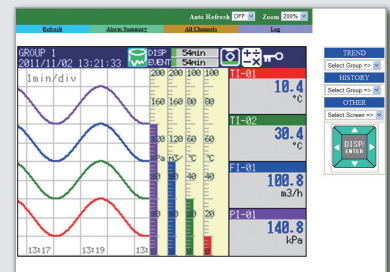 Auto Refresh OFF Zoom 200%
Refresh Alarm Summary All Channels Log
GROUP 1
2011/11/02 13:21:33
DISP 54min
EVENT 54min
1min/div
200 200 100 100
160 160 80 80
120 120 60 60
Pa m3/ °C °C
80 80 40 40
40 40 20 20
13:17 13:19 13:
TI-01
10.4
°C
TI-02
30.4
°C
FI-01
100.8
m3/h
PI-01
140.8
kPa
TREND
Select Group =>
HISTORY
Select Group =>
OTHER
Select Screen =>
DISP/
ENTER